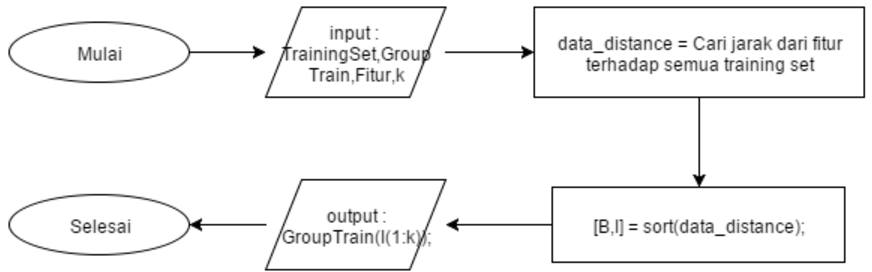 Mulai
input :
TrainingSet,Group
Train,Fitur,k
data_distance = Cari jarak dari fitur
terhadap semua training set
[B,I] = sort(data_distance);
output :
GroupTrain(I(1:k));
Selesai